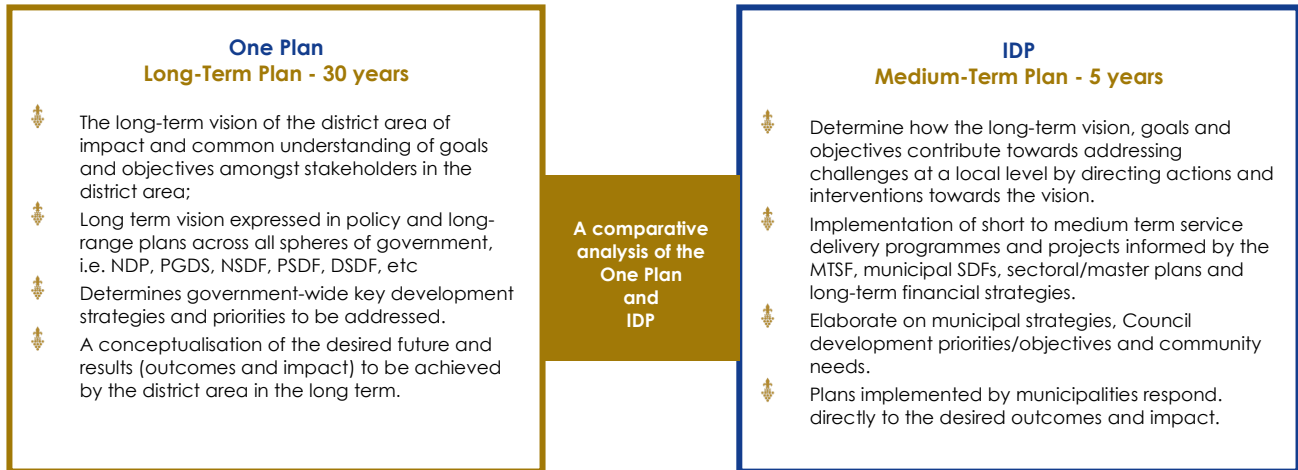 One Plan
Long-Term Plan - 30 years
The long-term vision of the district area of
impact and common understanding of goals
and objectives amongst stakeholders in the
district area;
Long term vision expressed in policy and long-
range plans across all spheres of government,
i.e. NDP, PGDS, NSDF, PSDF, DSDF, etc
Determines government-wide key development
strategies and priorities to be addressed.
A conceptualisation of the desired future and
results (outcomes and impact) to be achieved
by the district area in the long term.
A comparative
analysis of the
One Plan
and
IDP
IDP
Medium-Term Plan - 5 years
Determine how the long-term vision, goals and
objectives contribute towards addressing
challenges at a local level by directing actions and
interventions towards the vision.
Implementation of short to medium term service
delivery programmes and projects informed by the
MTSF, municipal SDFs, sectoral/master plans and
long-term financial strategies.
Elaborate on municipal strategies, Council
development priorities/objectives and community
needs.
Plans implemented by municipalities respond.
directly to the desired outcomes and impact.